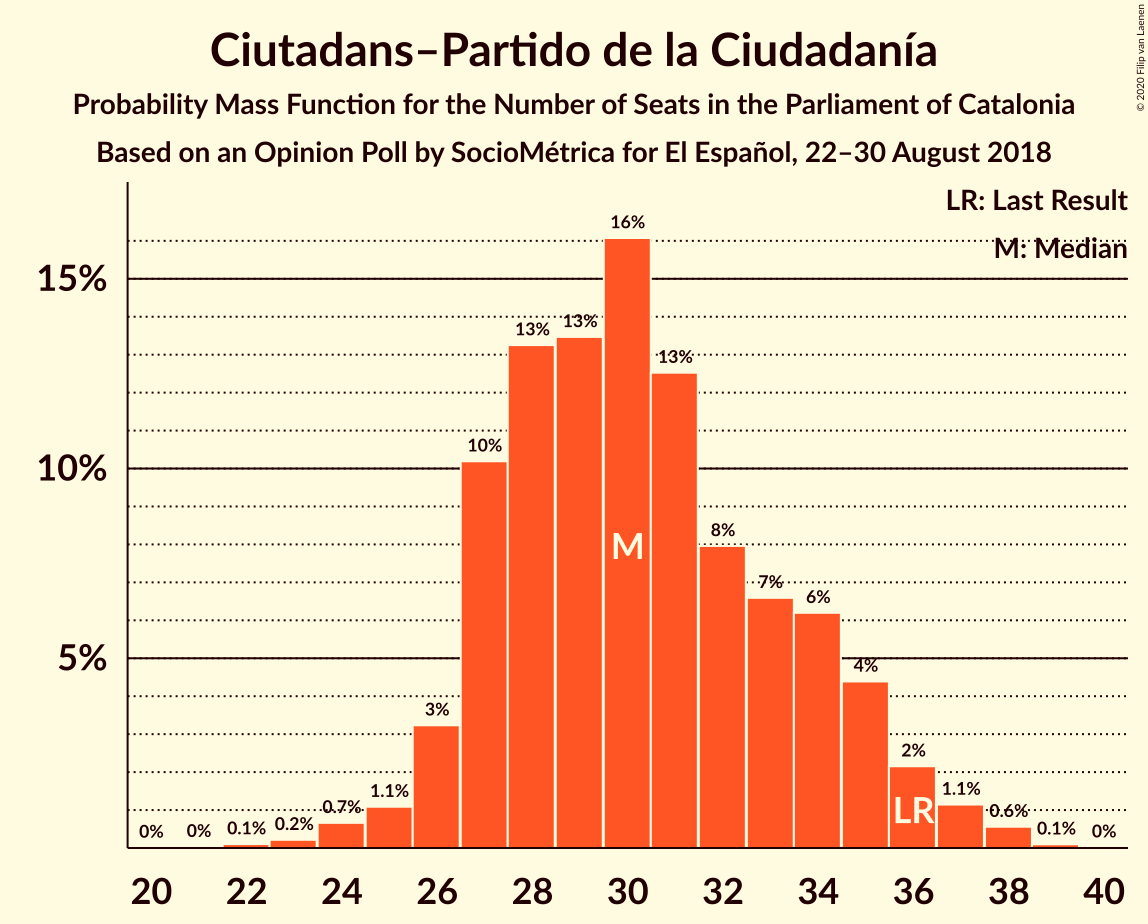 Ciutadans–Partido de la Ciudadanía
Probability Mass Function for the Number of Seats in the Parliament of Catalonia
Based on an Opinion Poll by SocioMétrica for El Español, 22–30 August 2018
© 2020 Filip van Laenen
LR: Last Result
M: Median
15%
10%
5%
0%
0%
0.1%
0.2%
0.7%
1.1%
3%
10%
13%
13%
16%
13%
8%
7%
6%
4%
2%
1.1%
0.6%
0.1%
0%
M
LR
20 22 24 26 28 30 32 34 36 38 40